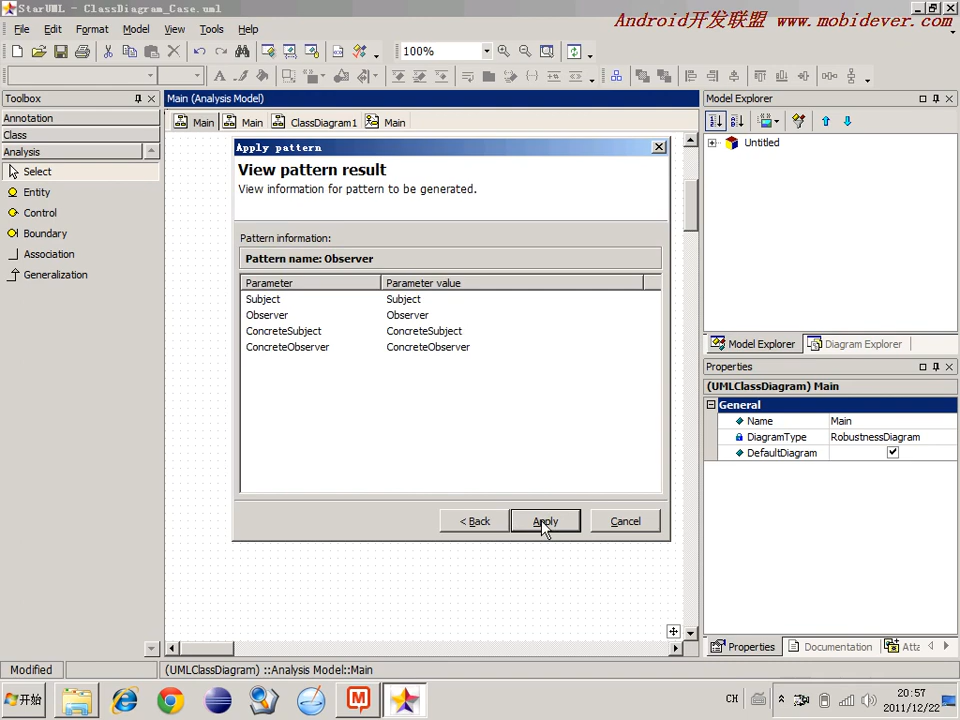 StarUML - ClassDiagram_Case.uml
Android开发联盟 www.mobidever.com
File Edit Format Model View Tools Help
100%
Toolbox
Annotation
Class
Analysis
Select
Entity
Control
Boundary
Association
Generalization
Main (Analysis Model)
Main Main ClassDiagram1 Main
Apply pattern
View pattern result
View information for pattern to be generated.
Pattern information:
Pattern name: Observer
Parameter Parameter value
Subject Subject
Observer Observer
ConcreteSubject ConcreteSubject
ConcreteObserver ConcreteObserver
< Back Apply Cancel
Model Explorer
Untitled
Model Explorer Diagram Explorer
Properties
(UMLClassDiagram) Main
General
Name Main
DiagramType RobustnessDiagram
DefaultDiagram
Properties Documentation Atta
Modified (UMLClassDiagram) ::Analysis Model::Main
开始
CH
20:57
2011/12/22